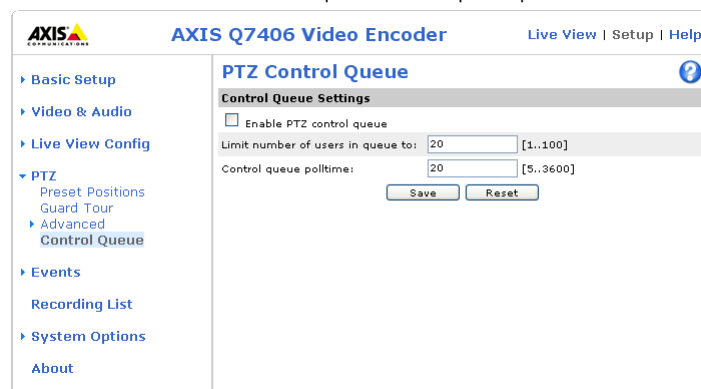 AXIS
COMMUNICATIONS
AXIS Q7406 Video Encoder
Live View | Setup | Help
Basic Setup
Video & Audio
Live View Config
PTZ
Preset Positions
Guard Tour
Advanced
Control Queue
Events
Recording List
System Options
About
PTZ Control Queue
?
Control Queue Settings
Enable PTZ control queue
Limit number of users in queue to: 20 [1..100]
Control queue polltime: 20 [5..3600]
Save Reset